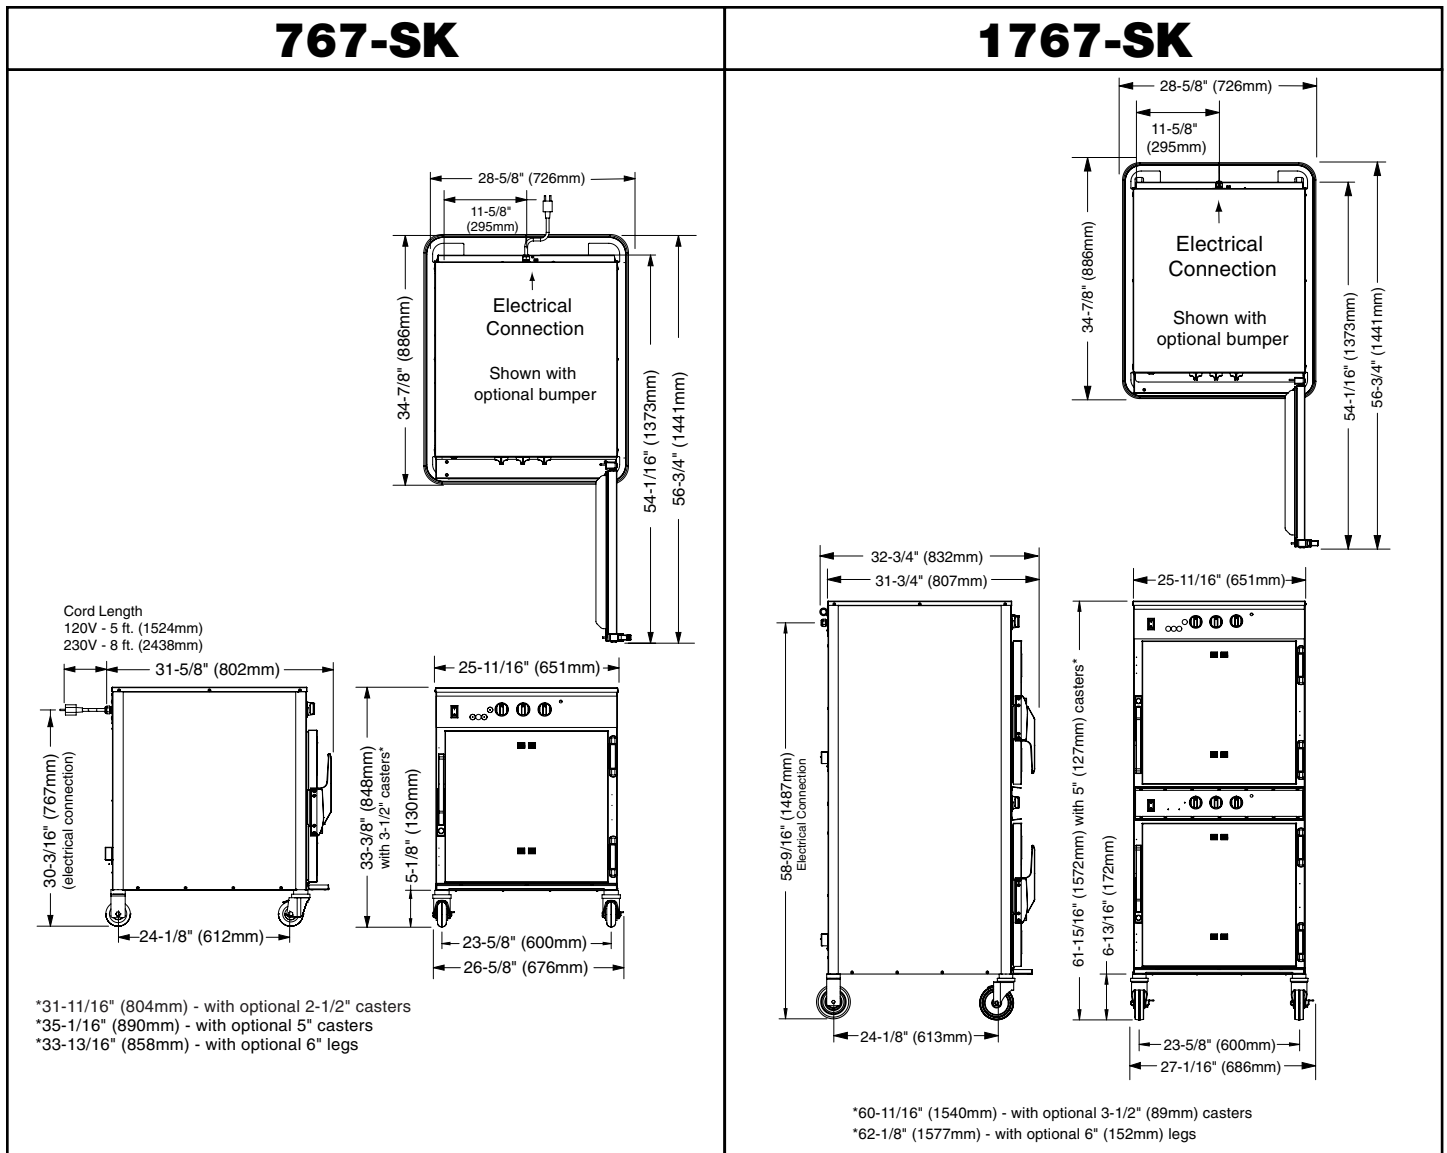 767-SK
28-5/8" (726mm)
11-5/8"
(295mm)
34-7/8" (886mm)
Electrical
Connection
Shown with
optional bumper
54-1/16" (1373mm)
56-3/4" (1441mm)
Cord Length
120V - 5 ft. (1524mm)
230V - 8 ft. (2438mm)
31-5/8" (802mm)
30-3/16" (767mm)
(electrical connection)
24-1/8" (612mm)
25-11/16" (651mm)
33-3/8" (848mm)
with 3-1/2" casters*
5-1/8" (130mm)
23-5/8" (600mm)
26-5/8" (676mm)
*31-11/16" (804mm) - with optional 2-1/2" casters
*35-1/16" (890mm) - with optional 5" casters
*33-13/16" (858mm) - with optional 6" legs
1767-SK
28-5/8" (726mm)
11-5/8"
(295mm)
34-7/8" (886mm)
Electrical
Connection
Shown with
optional bumper
54-1/16" (1373mm)
56-3/4" (1441mm)
32-3/4" (832mm)
31-3/4" (807mm)
58-9/16" (1487mm)
Electrical Connection
24-1/8" (613mm)
25-11/16" (651mm)
61-15/16" (1572mm) with 5" (127mm) casters*
6-13/16" (172mm)
23-5/8" (600mm)
27-1/16" (686mm)
*60-11/16" (1540mm) - with optional 3-1/2" (89mm) casters
*62-1/8" (1577mm) - with optional 6" (152mm) legs